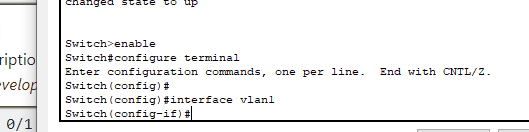 changed state to up
Switch>enable
Switch#configure terminal
Enter configuration commands, one per line.  End with CNTL/Z.
Switch(config)#
Switch(config)#interface vlan1
Switch(config-if)#
riptio
evelop
0/1